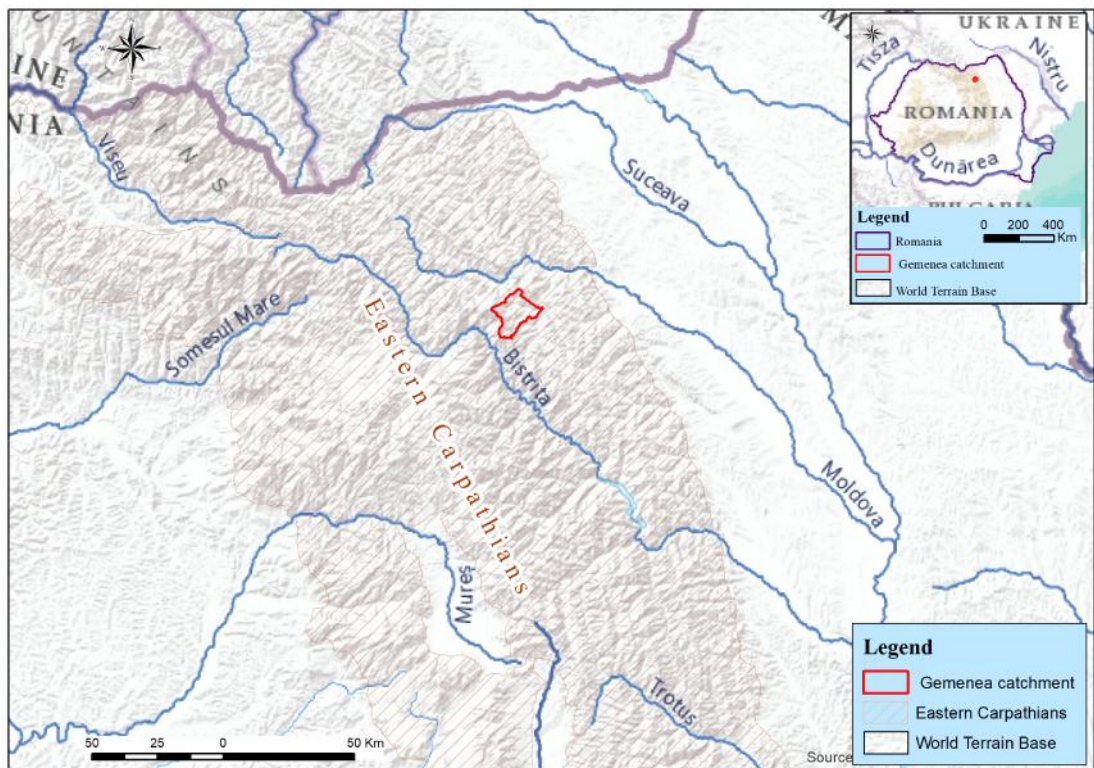 UKRAINE
Tisza
Nistru
ROMANIA
Dunărea
Legend
0 200 400
Km
Romania
Gemenea catchment
World Terrain Base
INE
NIA
U N T A I N S
M
Viseu
Suceava
Somesul Mare
Eastern Carpathians
Bistrita
Moldova
Mureș
Trotus
50 25 0 50 Km
Source
Legend
Gemenea catchment
Eastern Carpathians
World Terrain Base